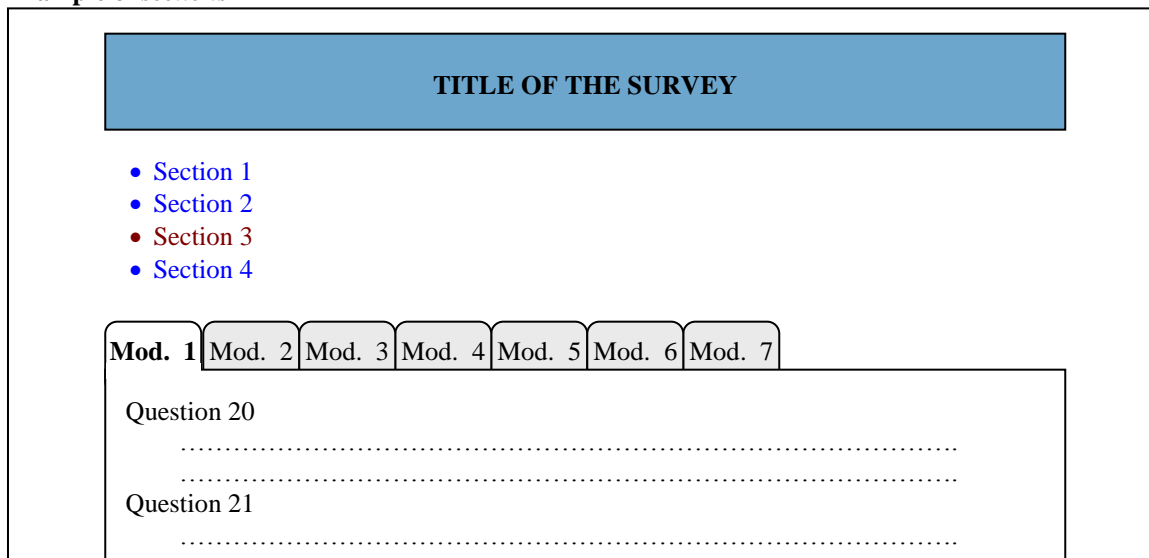 TITLE OF THE SURVEY
• Section 1
• Section 2
• Section 3
• Section 4
Mod. 1 Mod. 2 Mod. 3 Mod. 4 Mod. 5 Mod. 6 Mod. 7
Question 20
……………………………………………………………………………….
……………………………………………………………………………….
Question 21
……………………………………………………………………………….